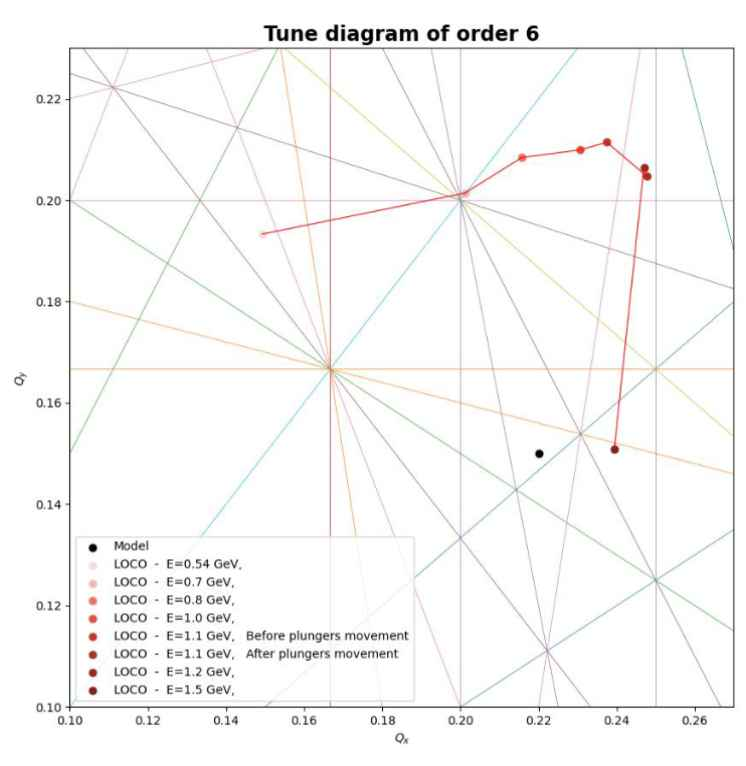 Tune diagram of order 6
0.22
0.20
0.18
0.16
0.14
0.12
0.10
Qy
Model
LOCO - E=0.54 GeV,
LOCO - E=0.7 GeV,
LOCO - E=0.8 GeV,
LOCO - E=1.0 GeV,
LOCO - E=1.1 GeV, Before plungers movement
LOCO - E=1.1 GeV, After plungers movement
LOCO - E=1.2 GeV,
LOCO - E=1.5 GeV,
0.10 0.12 0.14 0.16 0.18 0.20 0.22 0.24 0.26
Qx